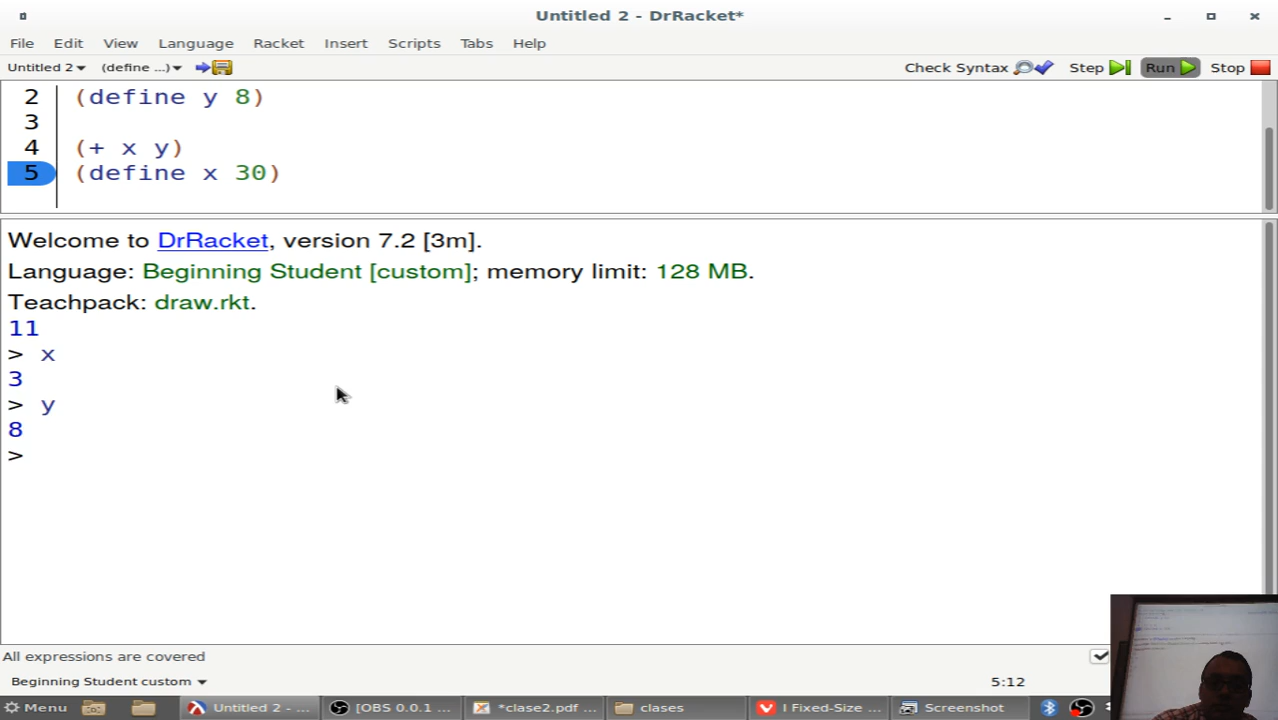 Untitled 2 - DrRacket*
File Edit View Language Racket Insert Scripts Tabs Help
Untitled 2 (define ...) Check Syntax Step Run Stop
2 (define y 8)
3
4 (+ x y)
5 (define x 30)
Welcome to DrRacket, version 7.2 [3m].
Language: Beginning Student [custom]; memory limit: 128 MB.
Teachpack: draw.rkt.
11
> x
3
> y
8
>
All expressions are covered
Beginning Student custom 5:12
Menu Untitled 2 - ... [OBS 0.0.1 ... *clase2.pdf ... clases I Fixed-Size ... Screenshot